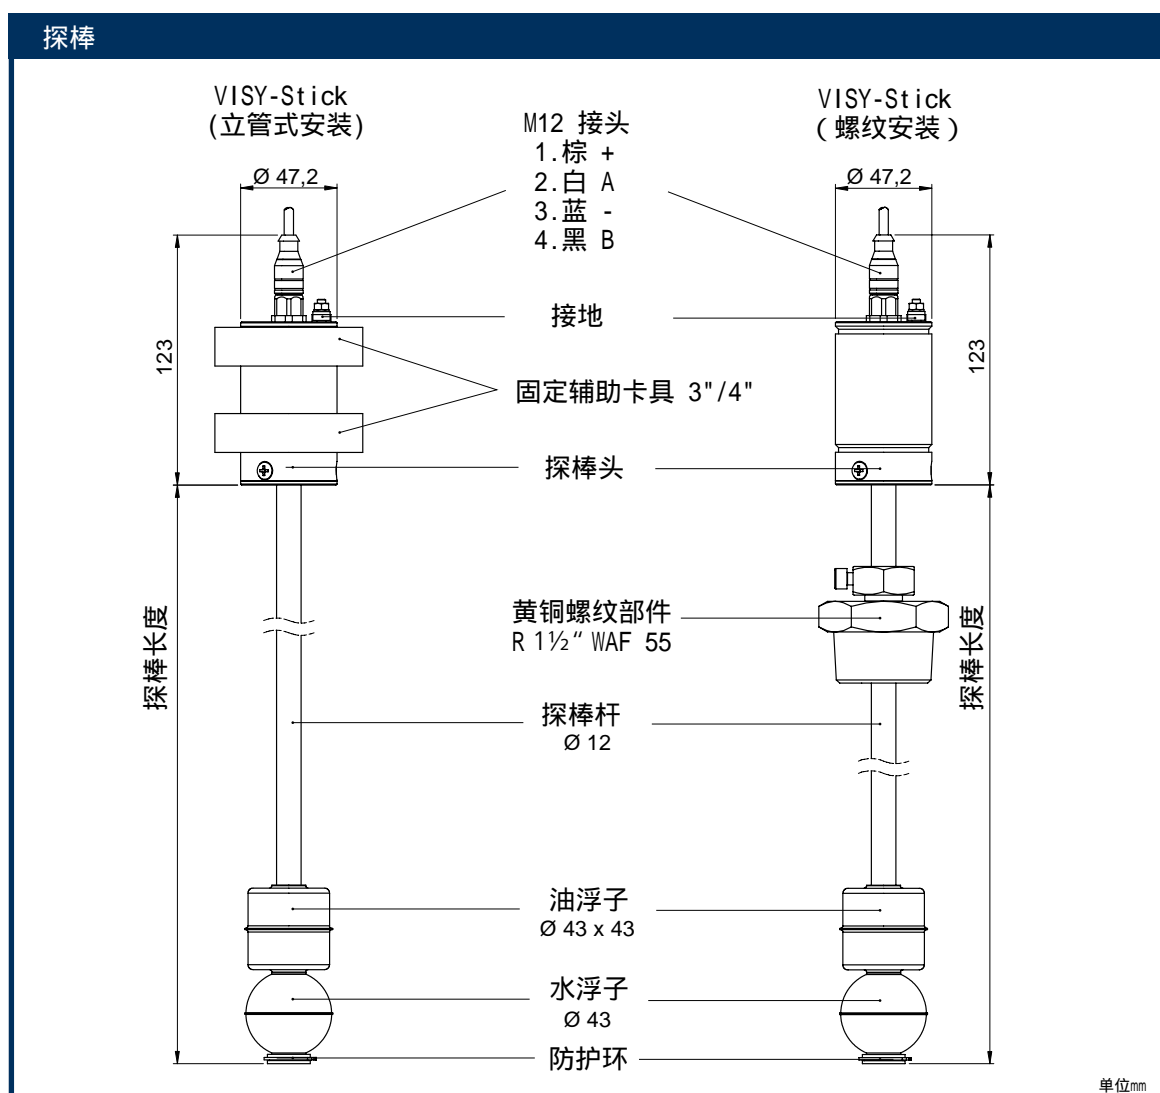 探棒
VISY-Stick
(立管式安装)
M12 接头
1.棕 +
2.白 A
3.蓝 -
4.黑 B
VISY-Stick
(螺纹安装)
Ø 47,2
Ø 47,2
接地
123
123
固定辅助卡具 3"/4"
探棒头
黄铜螺纹部件
R 1½“ WAF 55
探棒长度
探棒长度
探棒杆
Ø 12
油浮子
Ø 43 x 43
水浮子
Ø 43
防护环
单位mm